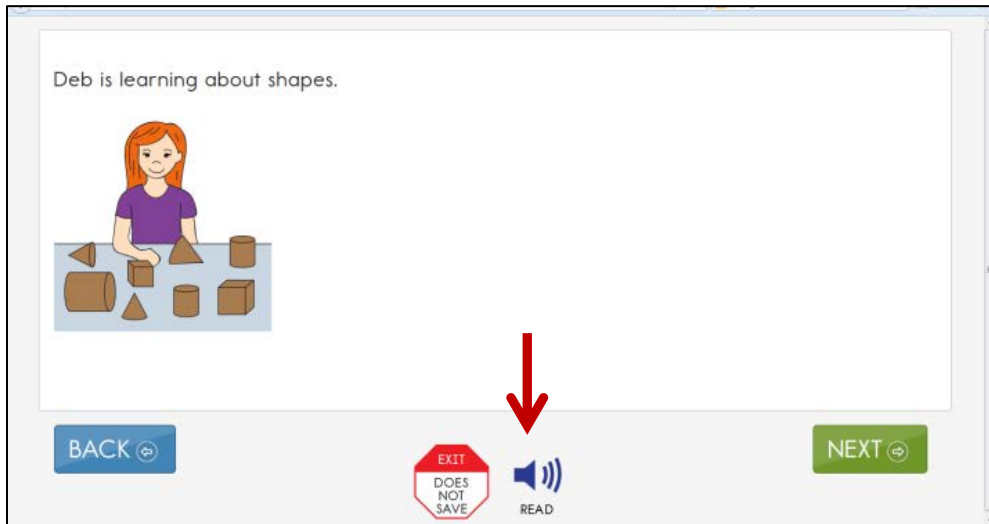 Deb is learning about shapes.
BACK
EXIT
DOES
NOT
SAVE
READ
NEXT